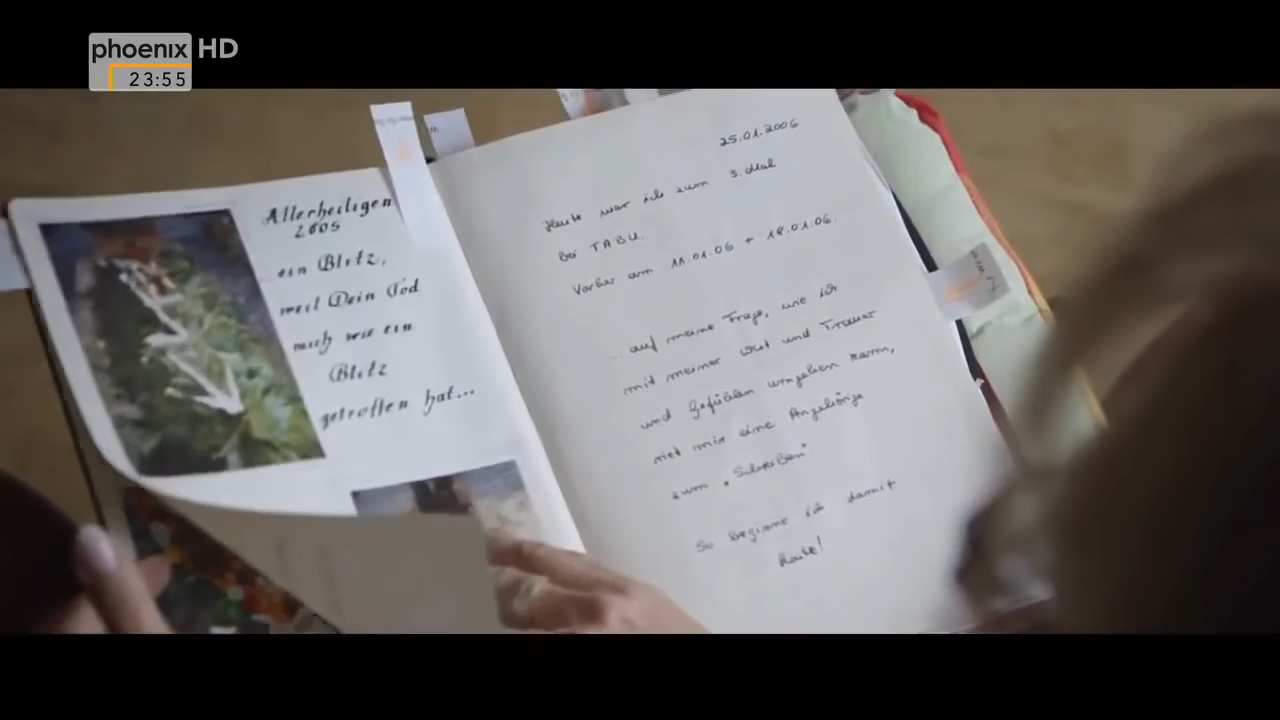 phoenix HD
23:55
Allerheiligen
2005
ein Blitz,
weil Dein Tod
mich wie ein
Blitz
getroffen hat...
25.01.2006
Heute war ich zum 3. Mal
bei TABU.
Vorher am 11.01.06 + 18.01.06.
auf meine Frage, wie ich
mit meiner Wut und Trauer
und Gefühlen umgehen kann,
riet mir eine Angehörige
zum „Schreiben"
So beginne ich damit
heute!